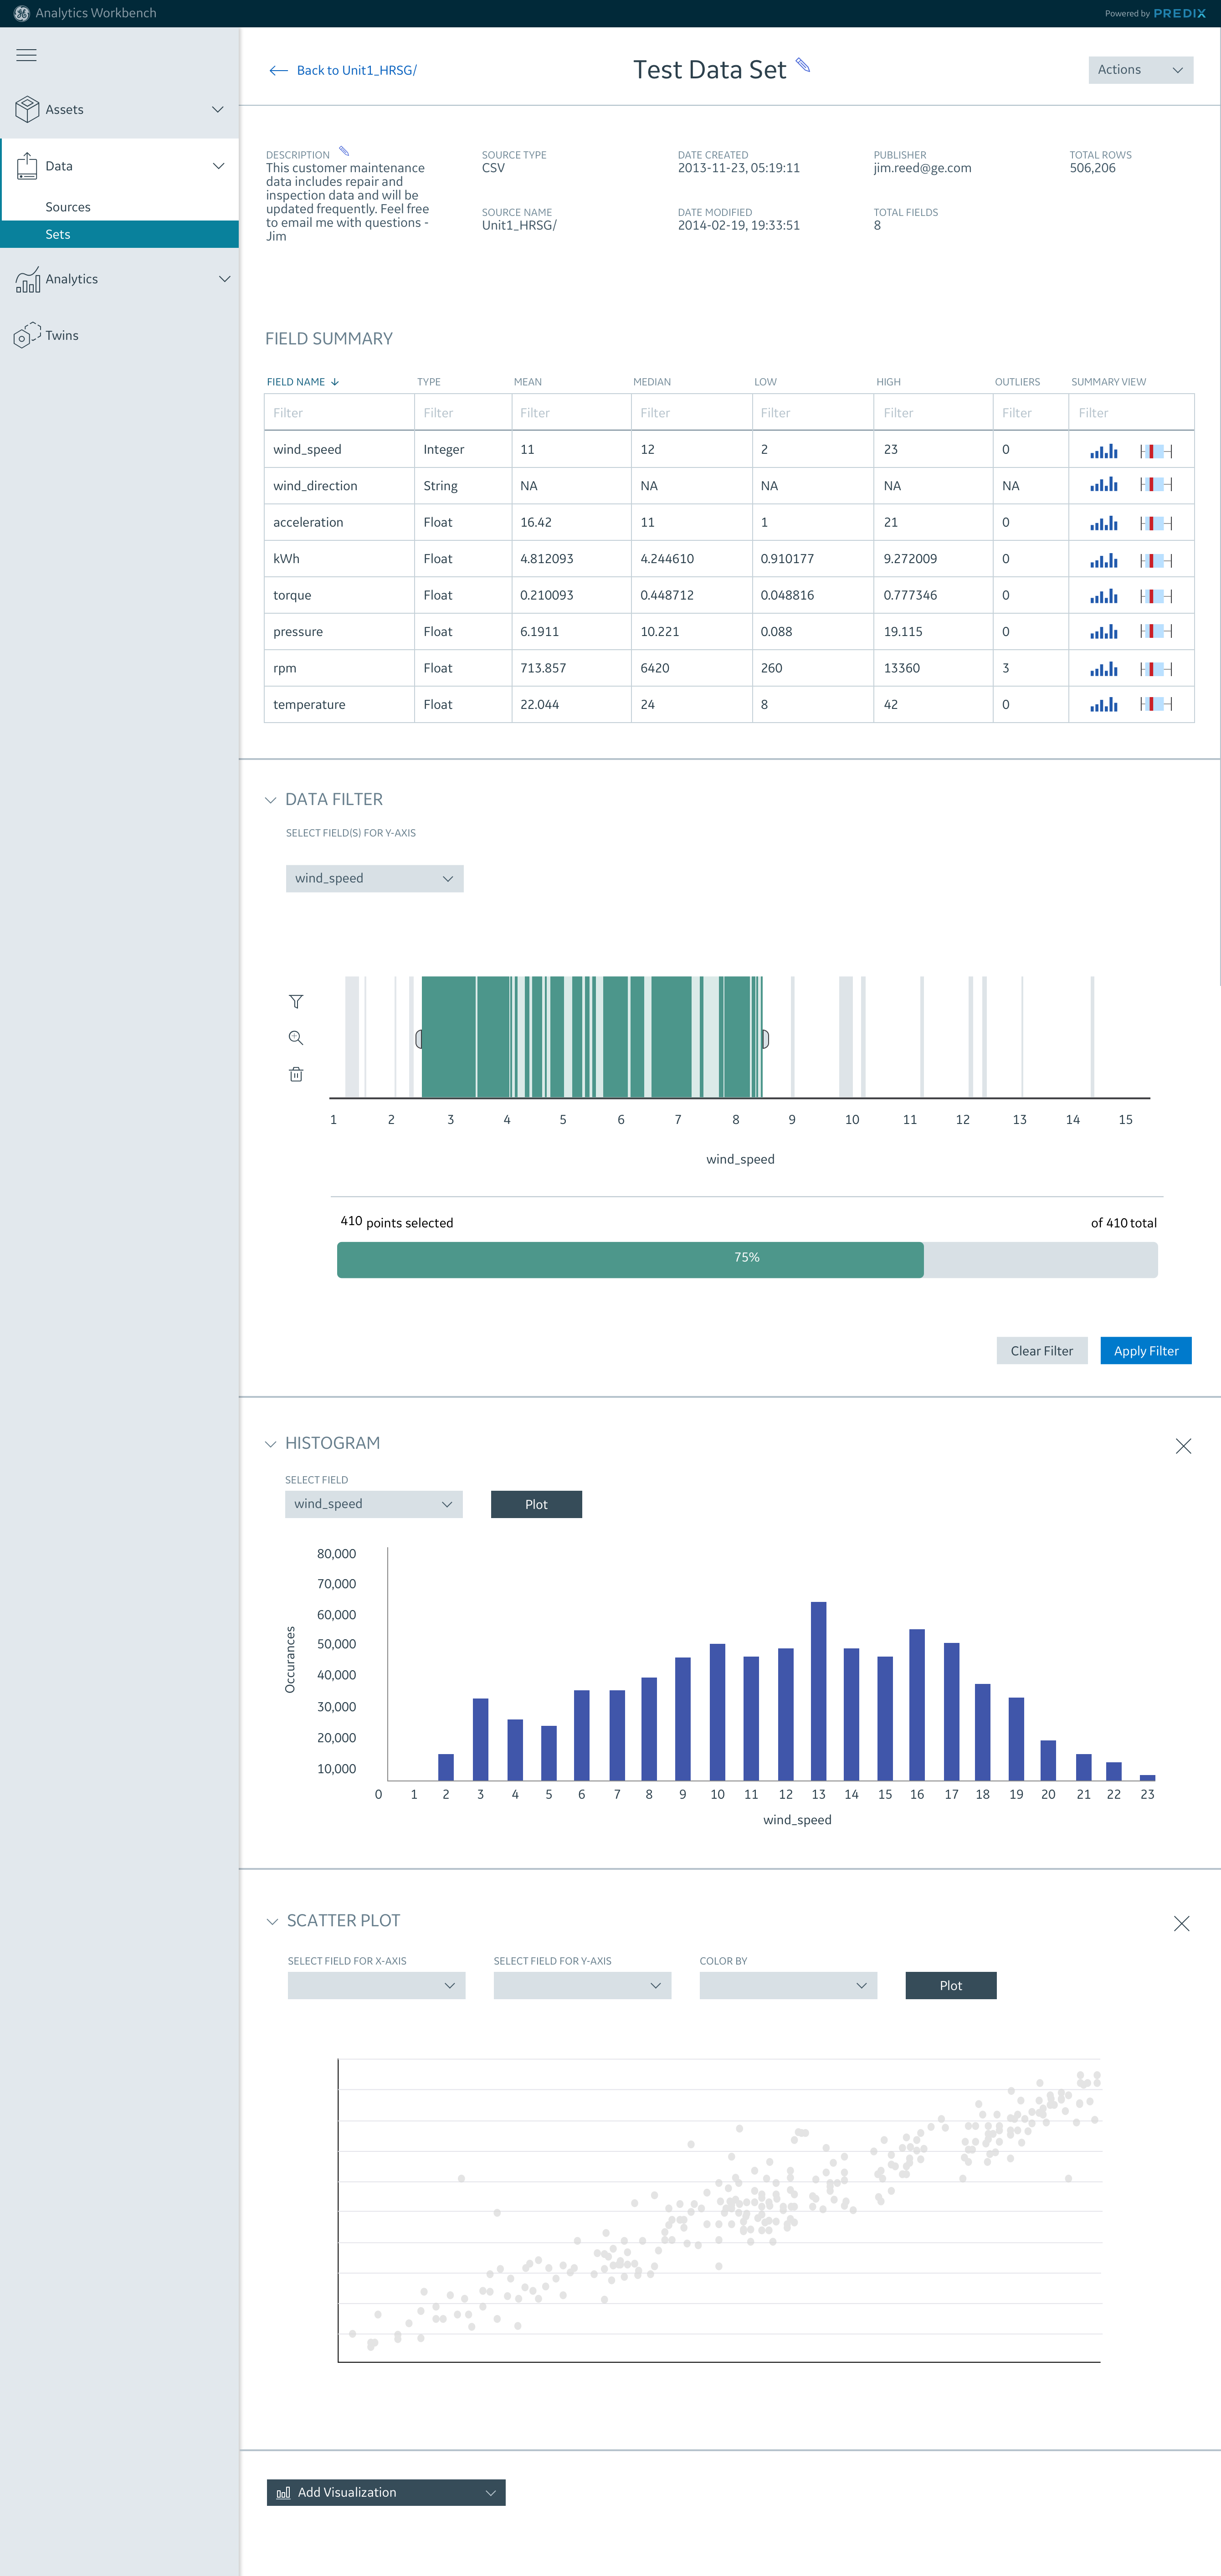 Analytics Workbench
Powered by PREDIX
Assets
Data
Sources
Sets
Analytics
Twins
Back to Unit1_HRSG/
Test Data Set
Actions
DESCRIPTION
This customer maintenance
data includes repair and
inspection data and will be
updated frequently. Feel free
to email me with questions -
Jim
SOURCE TYPE
CSV
SOURCE NAME
Unit1_HRSG/
DATE CREATED
2013-11-23, 05:19:11
DATE MODIFIED
2014-02-19, 19:33:51
PUBLISHER
jim.reed@ge.com
TOTAL FIELDS
8
TOTAL ROWS
506,206
FIELD SUMMARY
FIELD NAME TYPE MEAN MEDIAN LOW HIGH OUTLIERS SUMMARY VIEW
Filter Filter Filter Filter Filter Filter Filter Filter
wind_speed Integer 11 12 2 23 0
wind_direction String NA NA NA NA NA
acceleration Float 16.42 11 1 21 0
kWh Float 4.812093 4.244610 0.910177 9.272009 0
torque Float 0.210093 0.448712 0.048816 0.777346 0
pressure Float 6.1911 10.221 0.088 19.115 0
rpm Float 713.857 6420 260 13360 3
temperature Float 22.044 24 8 42 0
DATA FILTER
SELECT FIELD(S) FOR Y-AXIS
wind_speed
1 2 3 4 5 6 7 8 9 10 11 12 13 14 15
wind_speed
410 points selected of 410 total
75%
Clear Filter Apply Filter
HISTOGRAM
SELECT FIELD
wind_speed Plot
80,000
70,000
60,000
50,000
40,000
30,000
20,000
10,000
Occurances
0 1 2 3 4 5 6 7 8 9 10 11 12 13 14 15 16 17 18 19 20 21 22 23
wind_speed
SCATTER PLOT
SELECT FIELD FOR X-AXIS SELECT FIELD FOR Y-AXIS COLOR BY
Plot
Add Visualization